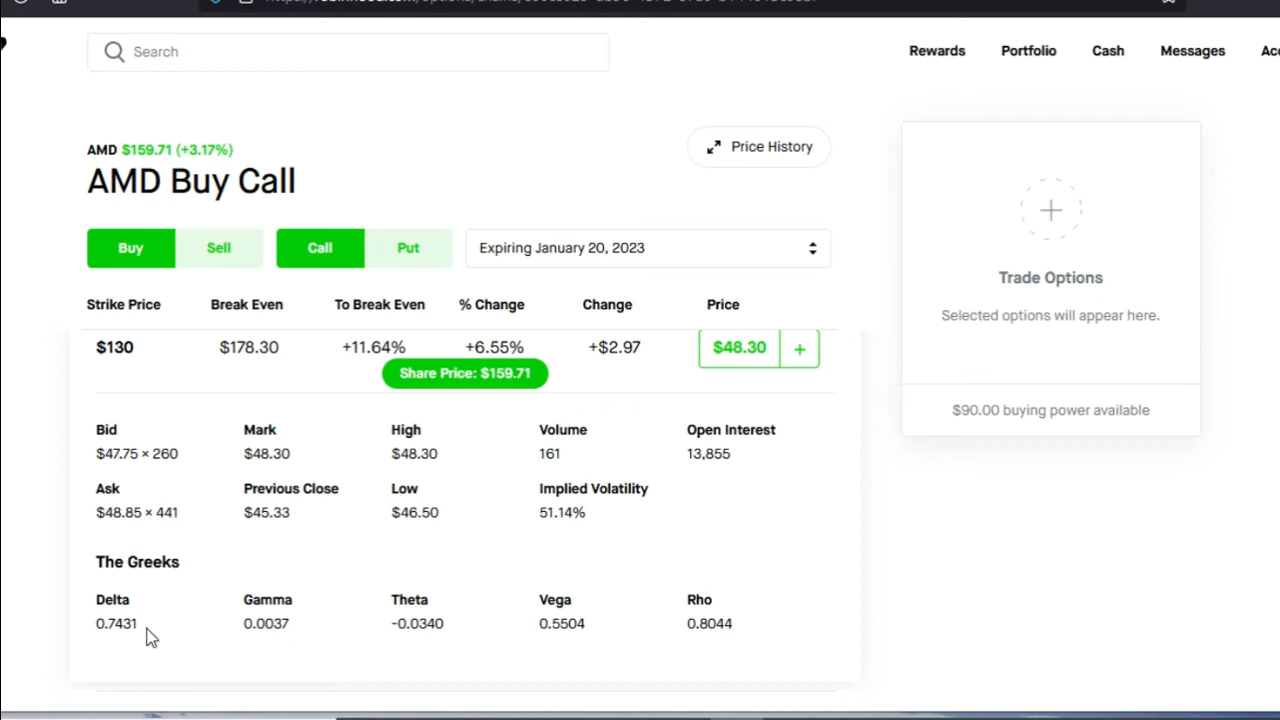 Search
Rewards
Portfolio
Cash
Messages
AMD $159.71 (+3.17%)
AMD Buy Call
Price History
Buy
Sell
Call
Put
Expiring January 20, 2023
Strike Price Break Even To Break Even % Change Change Price
$130 $178.30 +11.64% +6.55% +$2.97 $48.30 +
Share Price: $159.71
Bid Mark High Volume Open Interest
$47.75 × 260 $48.30 $48.30 161 13,855
Ask Previous Close Low Implied Volatility
$48.85 × 441 $45.33 $46.50 51.14%
The Greeks
Delta Gamma Theta Vega Rho
0.7431 0.0037 -0.0340 0.5504 0.8044
Trade Options
Selected options will appear here.
$90.00 buying power available